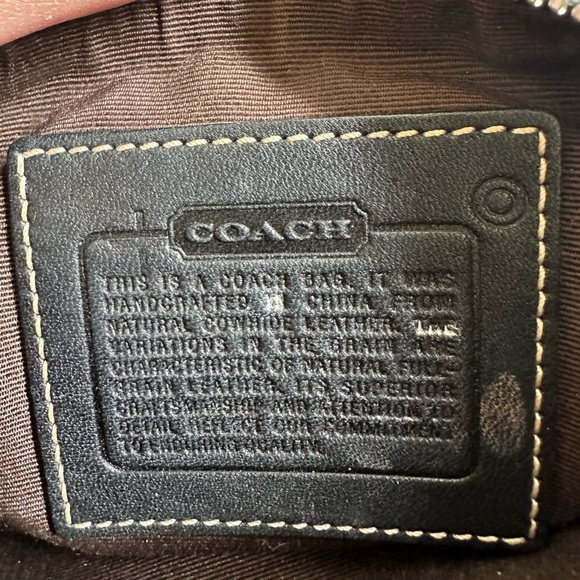 COACH
THIS IS A COACH BAG. IT WAS
HANDCRAFTED IN CHINA FROM
NATURAL COWHIDE LEATHER. THE
VARIATIONS IN THE GRAIN ARE
CHARACTERISTIC OF NATURAL FULL
GRAIN LEATHER. ITS SUPERIOR
CRAFTSMANSHIP AND ATTENTION TO
DETAIL REFLECT OUR COMMITMENT
TO ENDURING QUALITY.